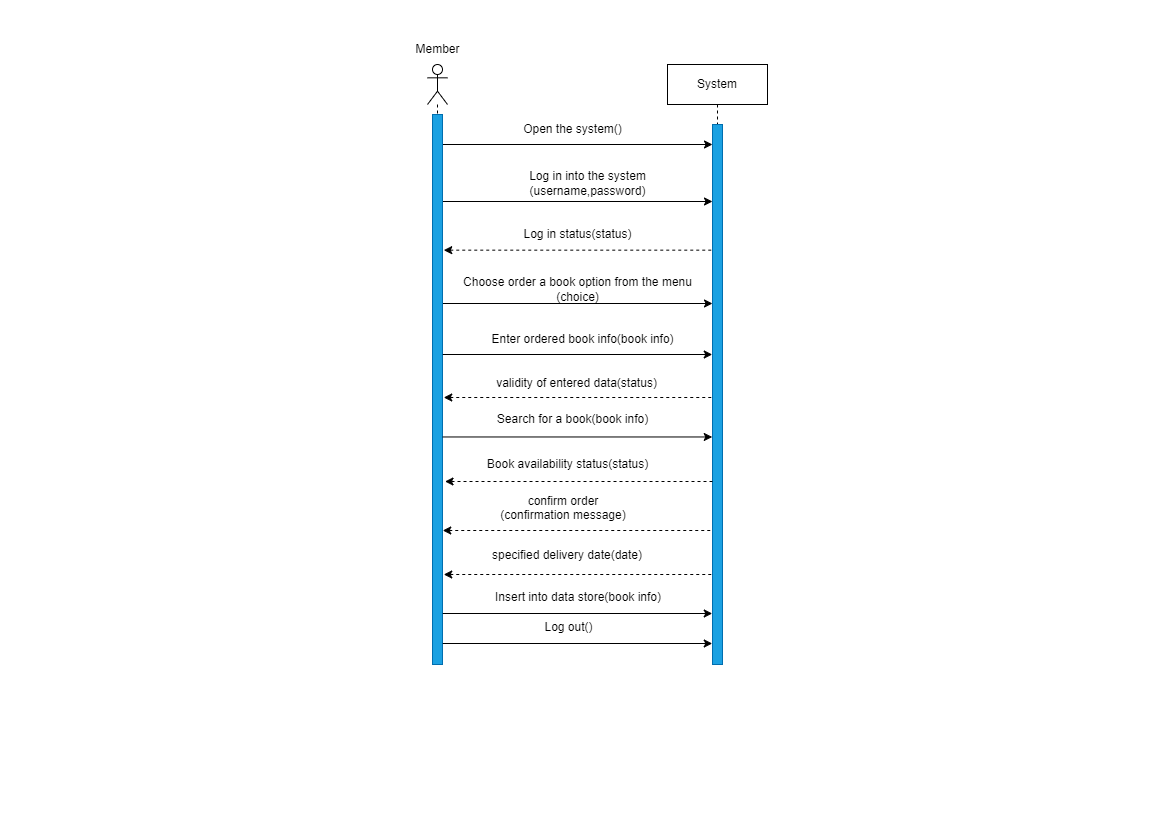 Member
System
Open the system()
Log in into the system
(username,password)
Log in status(status)
Choose order a book option from the menu
(choice)
Enter ordered book info(book info)
validity of entered data(status)
Search for a book(book info)
Book availability status(status)
confirm order
(confirmation message)
specified delivery date(date)
Insert into data store(book info)
Log out()